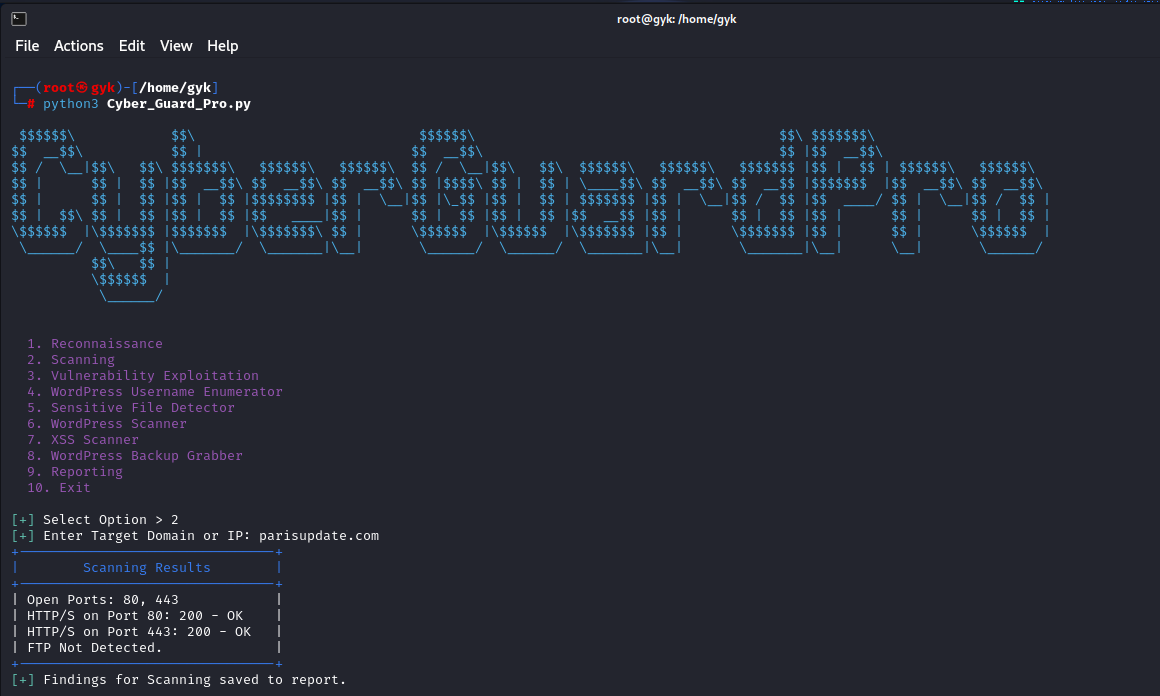 root@gyk: /home/gyk
File Actions Edit View Help
┌──(root㉿gyk)-[/home/gyk]
└─# python3 Cyber_Guard_Pro.py
CyberGuardPro
1. Reconnaissance
2. Scanning
3. Vulnerability Exploitation
4. WordPress Username Enumerator
5. Sensitive File Detector
6. WordPress Scanner
7. XSS Scanner
8. WordPress Backup Grabber
9. Reporting
10. Exit
[+] Select Option > 2
[+] Enter Target Domain or IP: parisupdate.com
Scanning Results
Open Ports: 80, 443
HTTP/S on Port 80: 200 - OK
HTTP/S on Port 443: 200 - OK
FTP Not Detected.
[+] Findings for Scanning saved to report.